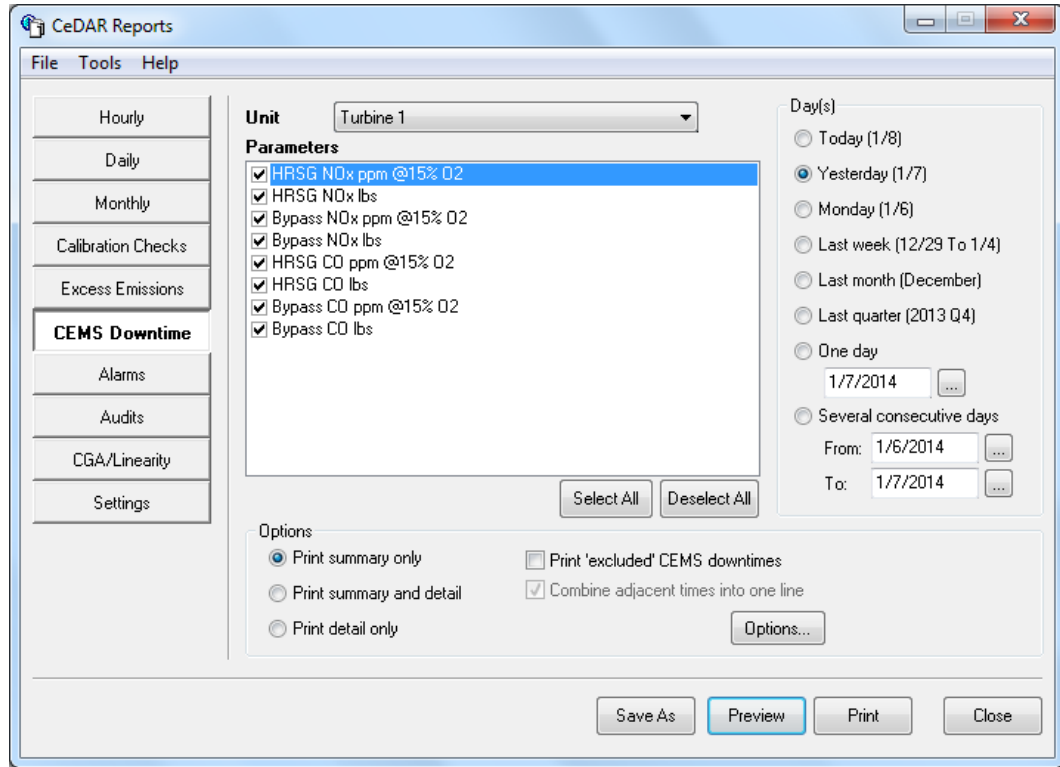 CeDAR Reports
File Tools Help
Hourly
Daily
Monthly
Calibration Checks
Excess Emissions
CEMS Downtime
Alarms
Audits
CGA/Linearity
Settings
Unit Turbine 1
Parameters
HRSG NOx ppm @15% O2
HRSG NOx lbs
Bypass NOx ppm @15% O2
Bypass NOx lbs
HRSG CO ppm @15% O2
HRSG CO lbs
Bypass CO ppm @15% O2
Bypass CO lbs
Select All Deselect All
Day(s)
Today (1/8)
Yesterday (1/7)
Monday (1/6)
Last week (12/29 To 1/4)
Last month (December)
Last quarter (2013 Q4)
One day
1/7/2014 ...
Several consecutive days
From: 1/6/2014 ...
To: 1/7/2014 ...
Options
Print summary only
Print summary and detail
Print detail only
Print 'excluded' CEMS downtimes
Combine adjacent times into one line
Options...
Save As Preview Print Close